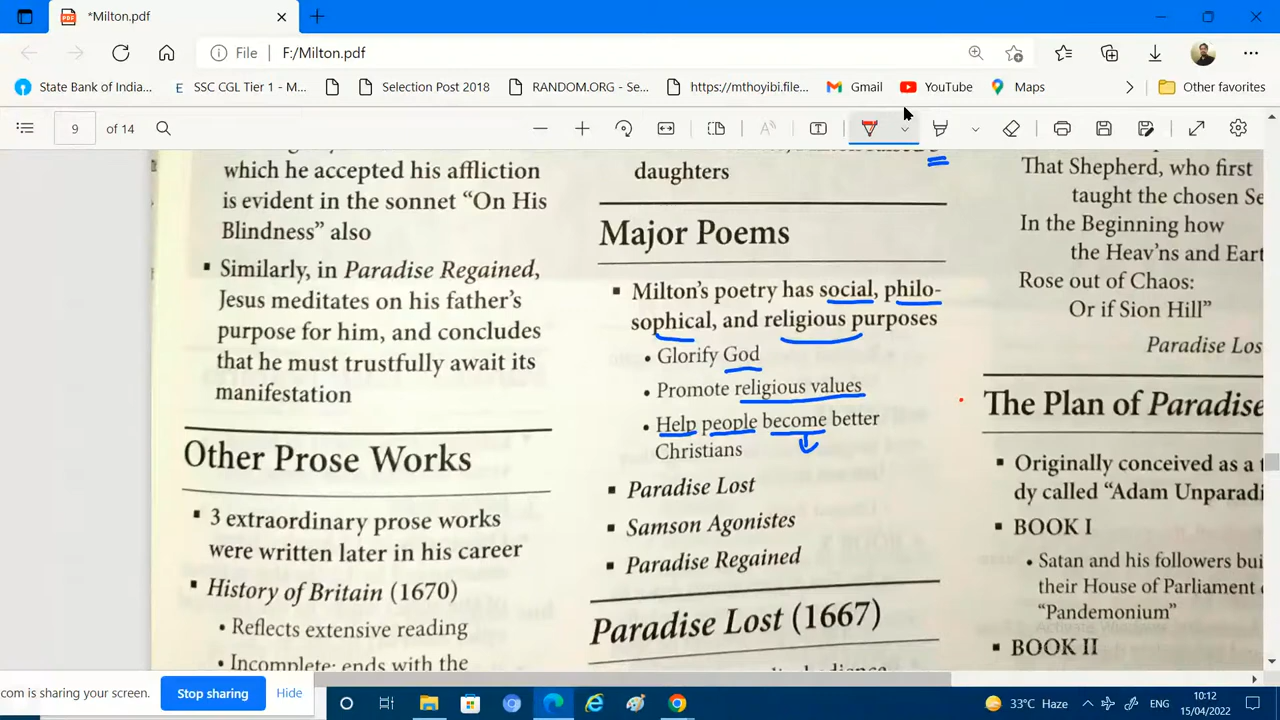 *Milton.pdf
File
F:/Milton.pdf
State Bank of India...
SSC CGL Tier 1 - M...
Selection Post 2018
RANDOM.ORG - Se...
https://mthoyibi.file...
Gmail
YouTube
Maps
Other favorites
9 of 14
which he accepted his affliction
is evident in the sonnet “On His
Blindness” also
▪ Similarly, in Paradise Regained,
Jesus meditates on his father’s
purpose for him, and concludes
that he must trustfully await its
manifestation
Other Prose Works
▪ 3 extraordinary prose works
were written later in his career
▪ History of Britain (1670)
• Reflects extensive reading
• Incomplete; ends with the
daughters
Major Poems
▪ Milton’s poetry has social, philo-
sophical, and religious purposes
• Glorify God
• Promote religious values
• Help people become better
Christians
▪ Paradise Lost
▪ Samson Agonistes
▪ Paradise Regained
Paradise Lost (1667)
That Shepherd, who first
taught the chosen Se
In the Beginning how
the Heav’ns and Eart
Rose out of Chaos:
Or if Sion Hill”
Paradise Los
The Plan of Paradise
▪ Originally conceived as a t
dy called “Adam Unparadi
▪ BOOK I
• Satan and his followers bui
their House of Parliament
“Pandemonium”
▪ BOOK II
com is sharing your screen.
Stop sharing
Hide
33°C Haze
ENG
10:12
15/04/2022